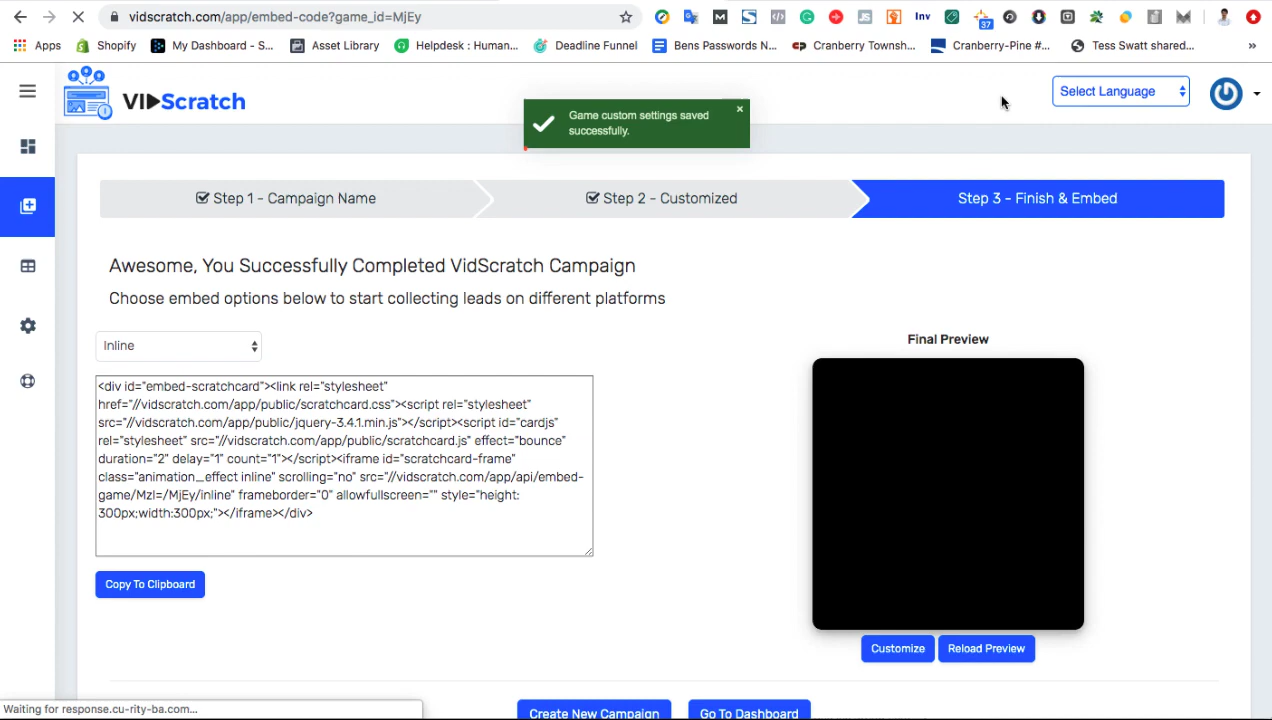 vidscratch.com/app/embed-code?game_id=MjEy
Inv
37
Apps
Shopify
My Dashboard - S...
Asset Library
Helpdesk : Human...
Deadline Funnel
Bens Passwords N...
Cranberry Townsh...
Cranberry-Pine #...
Tess Swatt shared...
»
VIDScratch
Game custom settings saved
successfully.
×
Select Language
Step 1 - Campaign Name
Step 2 - Customized
Step 3 - Finish & Embed
Awesome, You Successfully Completed VidScratch Campaign
Choose embed options below to start collecting leads on different platforms
Inline
Final Preview
<div id="embed-scratchcard"><link rel="stylesheet"
href="//vidscratch.com/app/public/scratchcard.css"><script rel="stylesheet"
src="//vidscratch.com/app/public/jquery-3.4.1.min.js"></script><script id="cardjs"
rel="stylesheet" src="//vidscratch.com/app/public/scratchcard.js" effect="bounce"
duration="2" delay="1" count="1"></script><iframe id="scratchcard-frame"
class="animation_effect inline" scrolling="no" src="//vidscratch.com/app/api/embed-
game/MzI=/MjEy/inline" frameborder="0" allowfullscreen="" style="height:
300px;width:300px;"></iframe></div>
Copy To Clipboard
Customize
Reload Preview
Create New Campaign
Go To Dashboard
Waiting for response.cu-rity-ba.com...